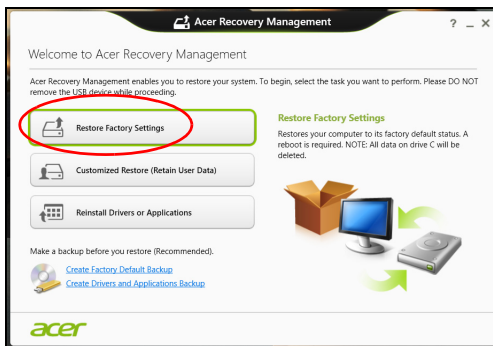 Acer Recovery Management
? _ X
Welcome to Acer Recovery Management
Acer Recovery Management enables you to restore your system. To begin, select the task you want to perform. Please DO NOT
remove the USB device while proceeding.
Restore Factory Settings
Customized Restore (Retain User Data)
Reinstall Drivers or Applications
Restore Factory Settings
Restores your computer to its factory default status. A
reboot is required. NOTE: All data on drive C will be
deleted.
Make a backup before you restore (Recommended).
Create Factory Default Backup
Create Drivers and Applications Backup
acer